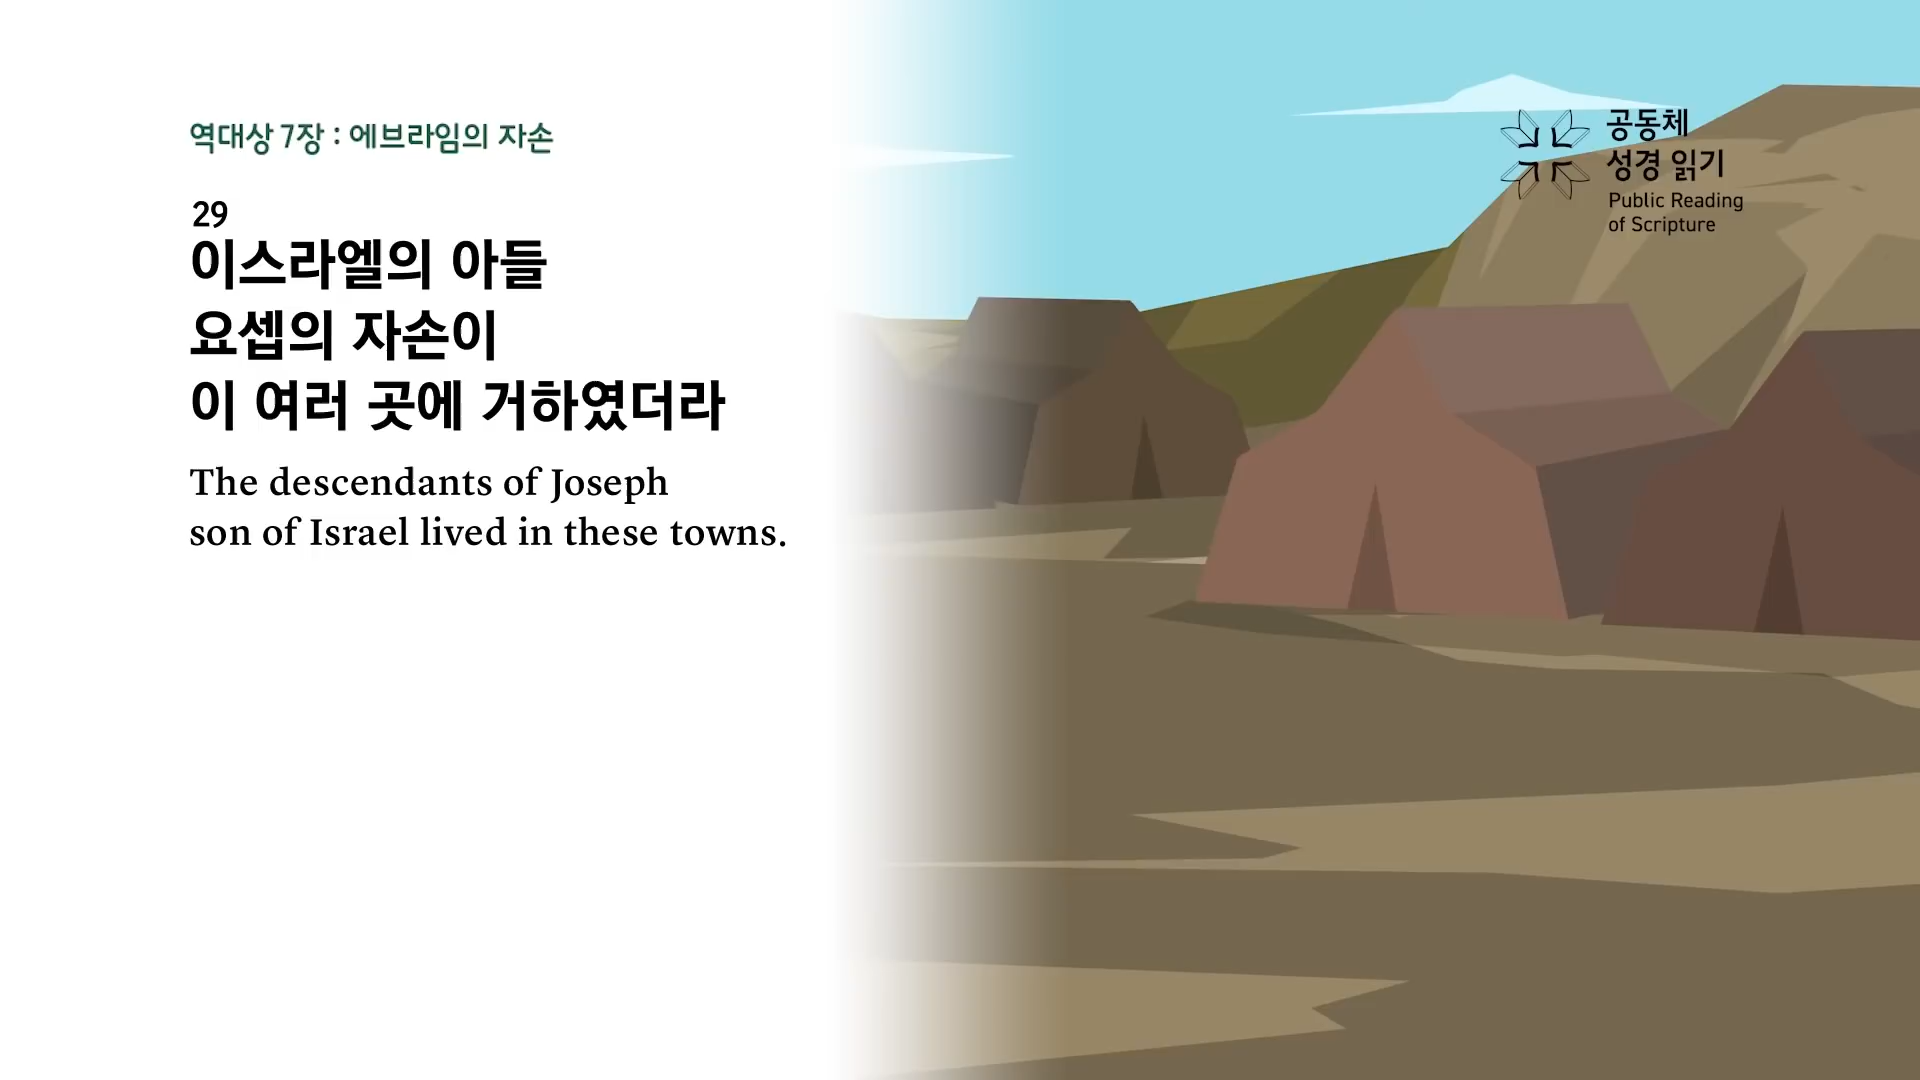 역대상 7장 : 에브라임의 자손
29
이스라엘의 아들
요셉의 자손이
이 여러 곳에 거하였더라
The descendants of Joseph
son of Israel lived in these towns.
공동체
성경 읽기
Public Reading
of Scripture